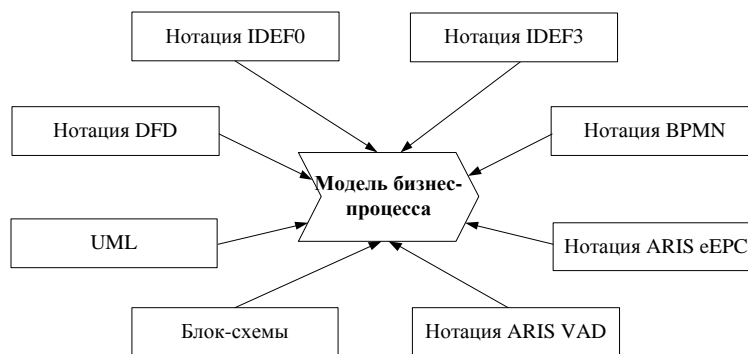 Нотация IDEF0
Нотация IDEF3
Нотация DFD
Нотация BPMN
Модель бизнес-
процесса
UML
Нотация ARIS eEPC
Блок-схемы
Нотация ARIS VAD